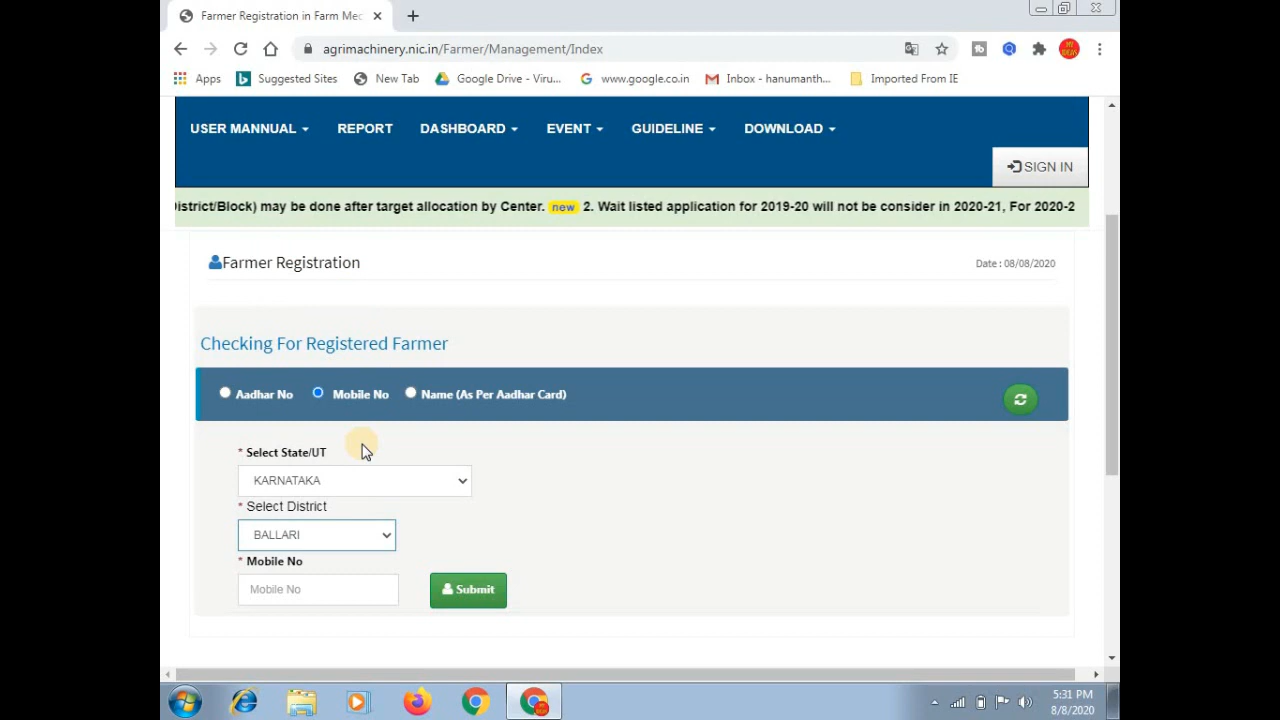 Farmer Registration in Farm Mec
agrimachinery.nic.in/Farmer/Management/Index
Apps Suggested Sites New Tab Google Drive - Viru... www.google.co.in Inbox - hanumanth... Imported From IE
USER MANNUAL REPORT DASHBOARD EVENT GUIDELINE DOWNLOAD
SIGN IN
District/Block) may be done after target allocation by Center. new 2. Wait listed application for 2019-20 will not be consider in 2020-21, For 2020-2
Farmer Registration Date : 08/08/2020
Checking For Registered Farmer
Aadhar No Mobile No Name (As Per Aadhar Card)
* Select State/UT
KARNATAKA
* Select District
BALLARI
* Mobile No
Mobile No Submit
5:31 PM
8/8/2020